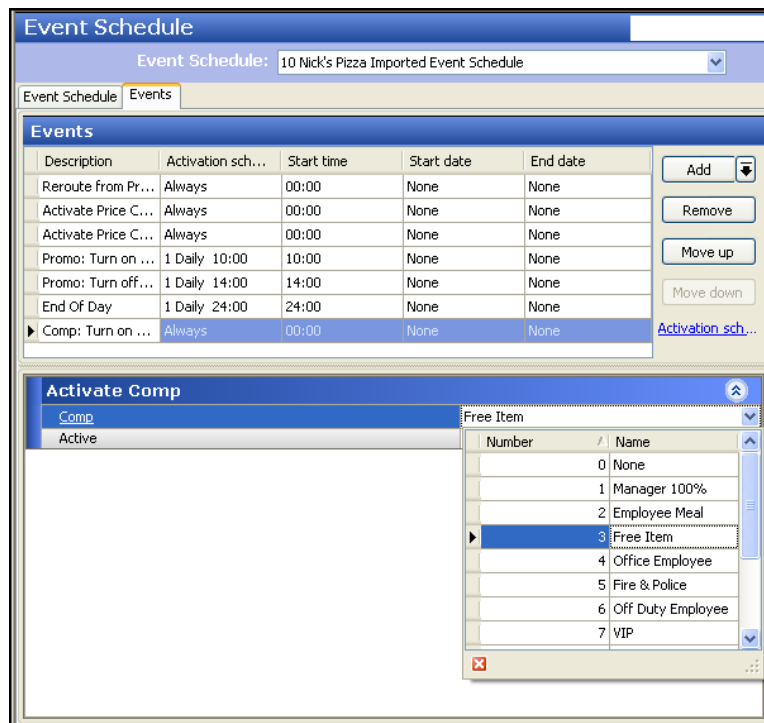 Event Schedule
Event Schedule: 10 Nick's Pizza Imported Event Schedule
Event Schedule Events
Events
Description Activation sch... Start time Start date End date
Reroute from Pr... Always 00:00 None None
Activate Price C... Always 00:00 None None
Activate Price C... Always 00:00 None None
Promo: Turn on ... 1 Daily 10:00 10:00 None None
Promo: Turn off... 1 Daily 14:00 14:00 None None
End Of Day 1 Daily 24:00 24:00 None None
Comp: Turn on ... Always 00:00 None None
Add
Remove
Move up
Move down
Activation sch...
Activate Comp
Comp Free Item
Active
Number Name
0 None
1 Manager 100%
2 Employee Meal
3 Free Item
4 Office Employee
5 Fire & Police
6 Off Duty Employee
7 VIP